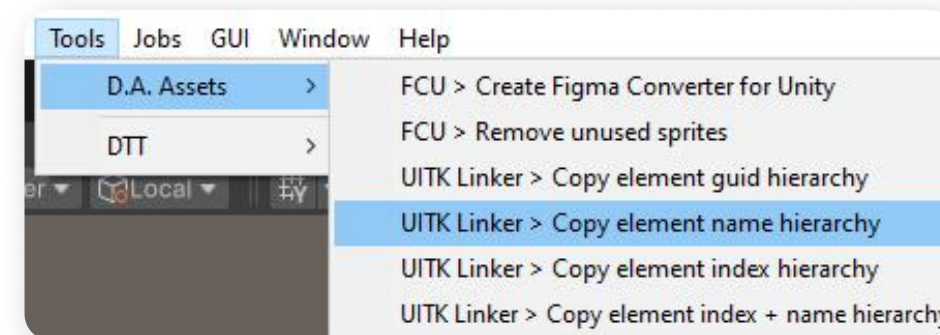 Tools Jobs GUI Window Help
D.A. Assets > FCU > Create Figma Converter for Unity
FCU > Remove unused sprites
DTT >
UITK Linker > Copy element guid hierarchy
Local
UITK Linker > Copy element name hierarchy
UITK Linker > Copy element index hierarchy
UITK Linker > Copy element index + name hierarchy